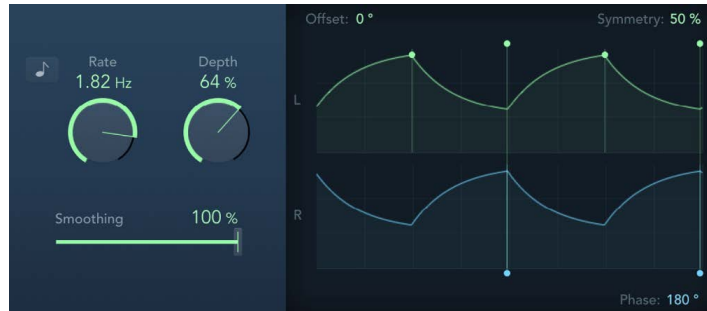 Offset: 0 °
Symmetry: 50 %
Rate
1.82 Hz
Depth
64 %
L
Smoothing 100 %
R
Phase: 180 °